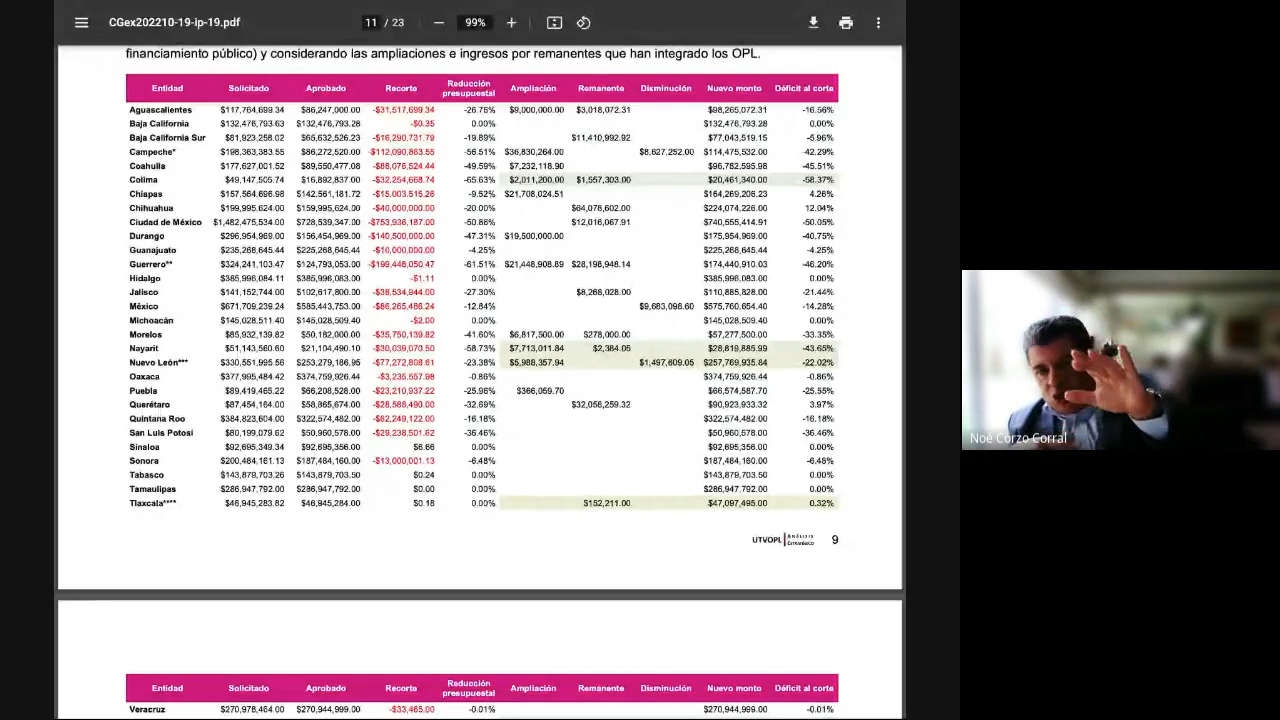 CGex202210-19-ip-19.pdf
11 / 23
99%
financiamiento público) y considerando las ampliaciones e ingresos por remanentes que han integrado los OPL.
Entidad Solicitado Aprobado Recorte Reducción presupuestal Ampliación Remanente Disminución Nuevo monto Déficit al corte
Aguascalientes $117,764,699.34 $86,247,000.00 -$31,517,699.34 -26.76% $9,000,000.00 $3,018,072.31 $98,265,072.31 -16.56%
Baja California $132,476,793.63 $132,476,793.28 -$0.35 0.00% $132,476,793.28 0.00%
Baja California Sur $81,923,258.02 $65,632,526.23 -$16,290,731.79 -19.89% $11,410,992.92 $77,043,519.15 -5.96%
Campeche* $198,363,383.55 $86,272,520.00 -$112,090,863.55 -56.51% $36,830,264.00 $8,627,252.00 $114,475,532.00 -42.29%
Coahuila $177,627,001.52 $89,550,477.08 -$88,076,524.44 -49.59% $7,232,118.90 $96,782,595.98 -45.51%
Colima $49,147,505.74 $16,892,837.00 -$32,254,668.74 -65.63% $2,011,200.00 $1,557,303.00 $20,461,340.00 -58.37%
Chispas $157,564,696.98 $142,561,181.72 -$15,003,515.26 -9.52% $21,708,024.51 $164,269,206.23 4.26%
Chihuahua $199,995,624.00 $159,995,624.00 -$40,000,000.00 -20.00% $64,078,602.00 $224,074,226.00 12.04%
Ciudad de México $1,482,475,534.00 $728,539,347.00 -$753,936,187.00 -50.86% $12,016,067.91 $740,555,414.91 -50.05%
Durango $296,954,969.00 $156,454,969.00 -$140,500,000.00 -47.31% $19,500,000.00 $175,954,969.00 -40.75%
Guanajuato $235,268,645.44 $225,268,645.44 -$10,000,000.00 -4.25% $225,268,645.44 -4.25%
Guerrero** $324,241,103.47 $124,793,053.00 -$199,448,050.47 -61.51% $21,448,908.89 $28,198,948.14 $174,440,910.03 -46.20%
Hidalgo $385,996,084.11 $385,996,083.00 -$1.11 0.00% $385,996,083.00 0.00%
Jalisco $141,152,744.00 $102,617,800.00 -$38,534,944.00 -27.30% $8,268,028.00 $110,885,828.00 -21.44%
México $671,709,239.24 $585,443,753.00 -$86,265,486.24 -12.84% $9,683,098.60 $575,760,654.40 -14.28%
Michoacán $145,028,511.40 $145,028,509.40 -$2.00 0.00% $145,028,509.40 0.00%
Morelos $85,932,139.82 $50,182,000.00 -$35,750,139.82 -41.60% $6,817,500.00 $278,000.00 $57,277,500.00 -33.35%
Nayarit $51,143,560.60 $21,104,490.10 -$30,039,070.50 -58.73% $7,713,011.84 $2,384.05 $28,819,885.99 -43.65%
Nuevo León*** $330,551,995.56 $253,279,186.95 -$77,272,808.61 -23.38% $5,988,357.94 $1,497,609.05 $257,769,935.84 -22.02%
Oaxaca $377,995,484.42 $374,759,926.44 -$3,235,557.98 -0.86% $374,759,926.44 -0.86%
Puebla $89,419,465.22 $66,208,528.00 -$23,210,937.22 -25.96% $366,059.70 $66,574,587.70 -25.55%
Querétaro $87,454,164.00 $58,865,674.00 -$28,588,490.00 -32.69% $32,058,259.32 $90,923,933.32 3.97%
Quintana Roo $384,823,604.00 $322,574,482.00 -$62,249,122.00 -16.18% $322,574,482.00 -16.18%
San Luis Potosí $80,199,079.62 $50,960,578.00 -$29,238,501.62 -36.46% $50,960,578.00 -36.46%
Sinaloa $92,695,349.34 $92,695,356.00 $6.66 0.00% $92,695,356.00 0.00%
Sonora $200,484,161.13 $187,484,160.00 -$13,000,001.13 -6.48% $187,484,160.00 -6.48%
Tabasco $143,879,703.26 $143,879,703.50 $0.24 0.00% $143,879,703.50 0.00%
Tamaulipas $286,947,792.00 $286,947,792.00 $0.00 0.00% $286,947,792.00 0.00%
Tlaxcala**** $46,945,283.82 $46,945,284.00 $0.18 0.00% $152,211.00 $47,097,495.00 0.32%
UTVOPL ANÁLISIS ESTRATÉGICO 9
Entidad Solicitado Aprobado Recorte Reducción presupuestal Ampliación Remanente Disminución Nuevo monto Déficit al corte
Veracruz $270,978,464.00 $270,944,999.00 -$33,465.00 -0.01% $270,944,999.00 -0.01%
Noé Corzo Corral